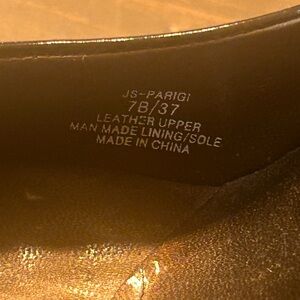 JS-PARIGI
7B/37
LEATHER UPPER
MAN MADE LINING/SOLE
MADE IN CHINA